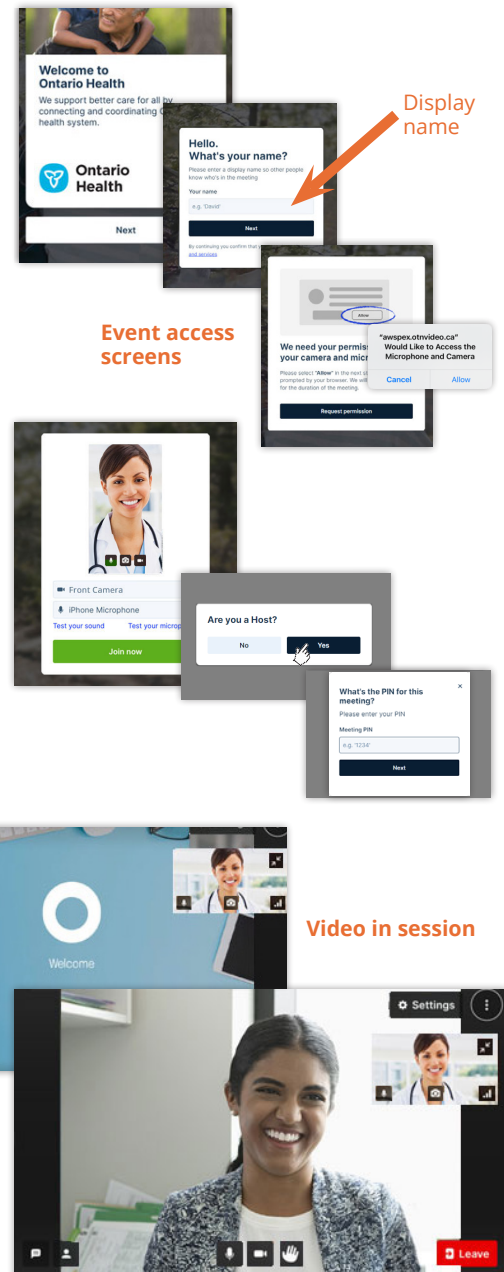 Welcome to
Ontario Health
We support better care for all by
connecting and coordinating
health system.
Ontario
Health
Next
Display
name
Hello.
What's your name?
Please enter a display name so other people
know who's in the meeting
Your name
e.g. 'David'
Next
By continuing you confirm that
and services
Event access
screens
Allow
We need your
your camera and
Please select "Allow" in the next
prompted by your browser. We will
for the duration of the meeting.
Request permission
"awspex.otnvideo.ca"
Would Like to Access the
Microphone and Camera
Cancel
Allow
Front Camera
iPhone Microphone
Test your sound
Test your
Join now
Are you a Host?
No
Yes
What's the PIN for this
meeting?
Please enter your PIN
Meeting PIN
e.g. '1234'
Next
Welcome
Video in session
Settings
Leave